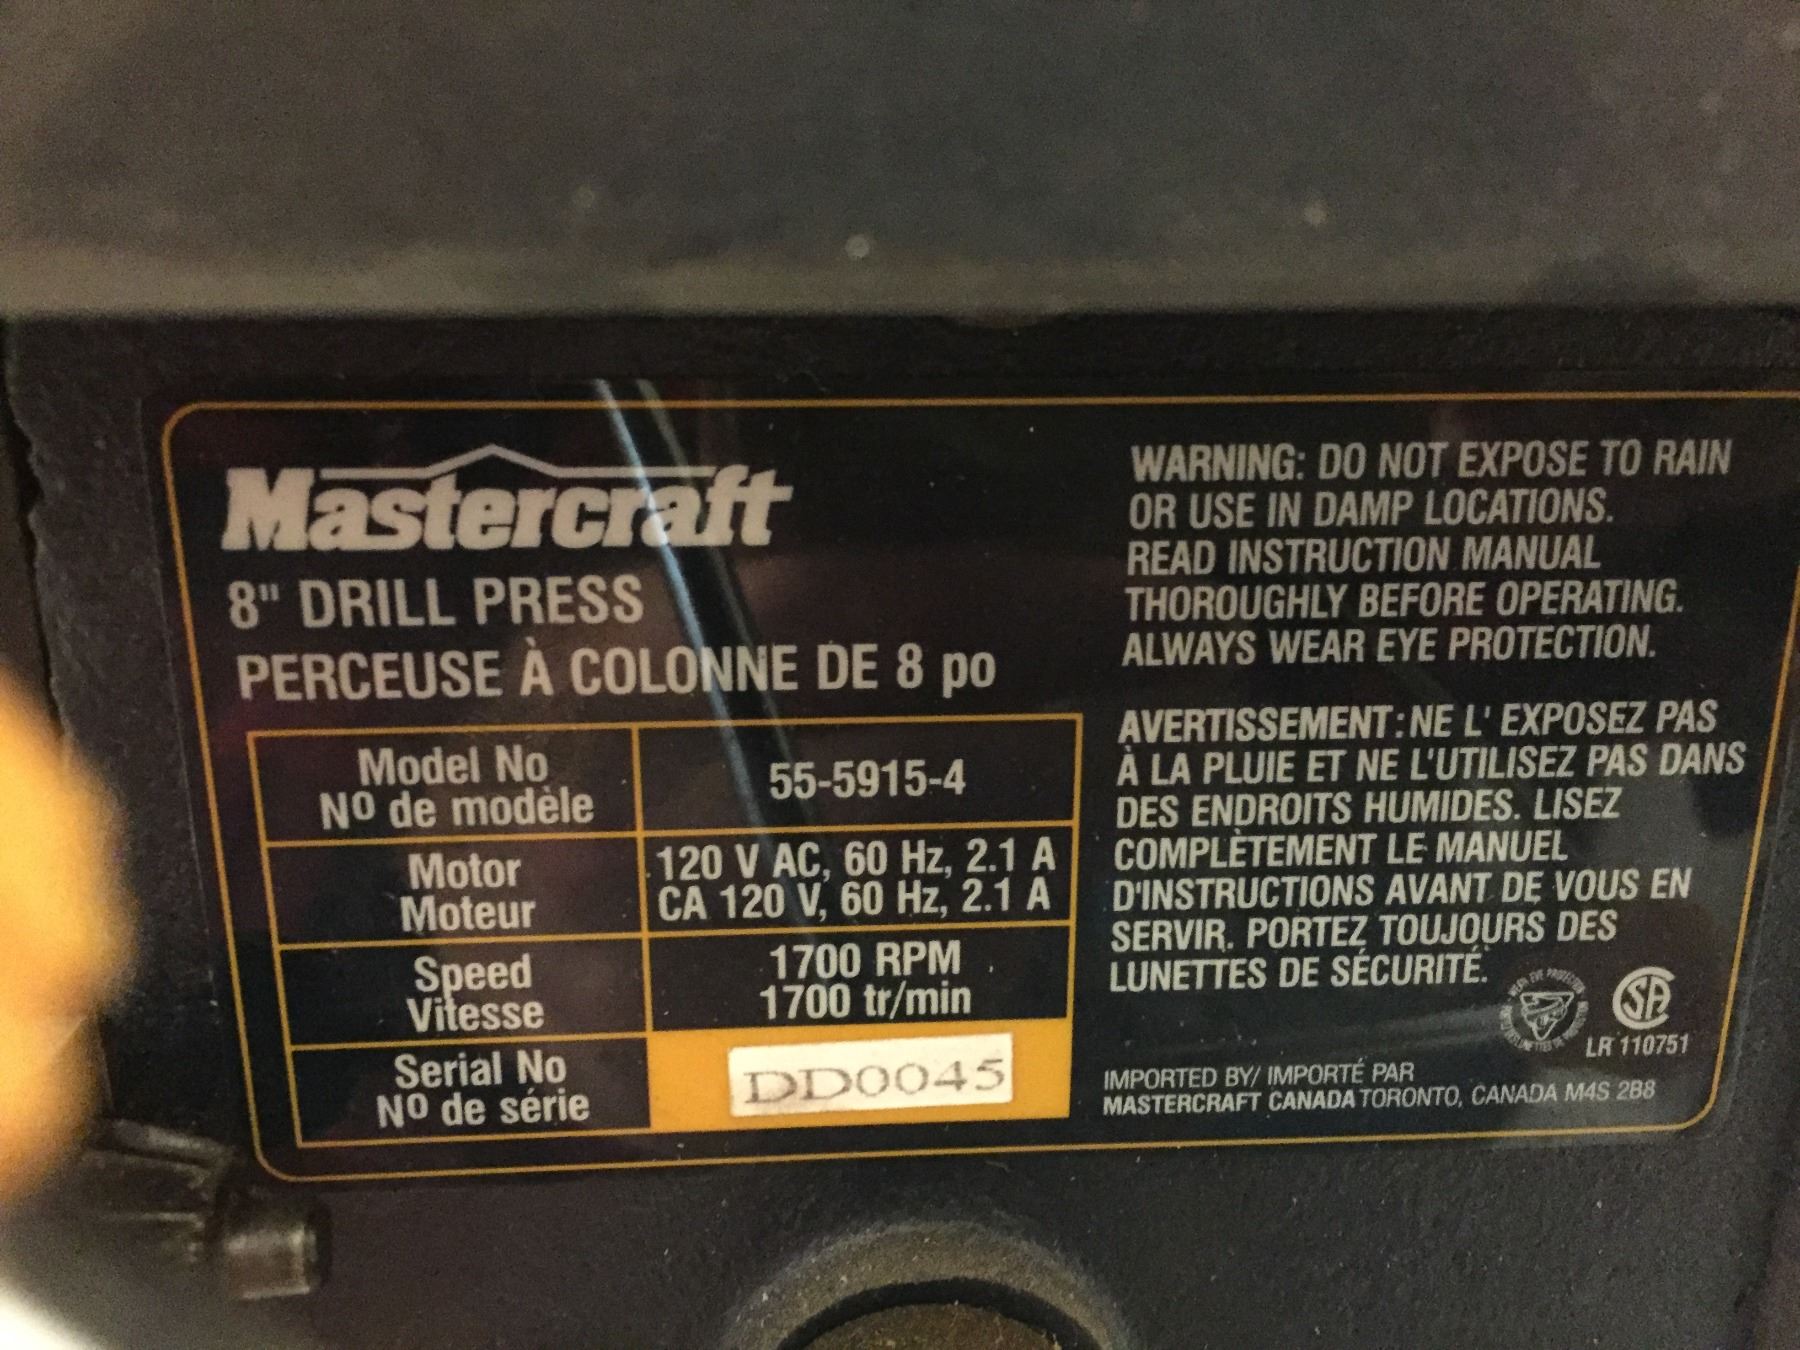 Mastercraft
8" DRILL PRESS
PERCEUSE À COLONNE DE 8 po
Model No
Nº de modèle
55-5915-4
Motor
Moteur
120 V AC, 60 Hz, 2.1 A
CA 120 V, 60 Hz, 2.1 A
Speed
Vitesse
1700 RPM
1700 tr/min
Serial No
Nº de série
DD0045
WARNING: DO NOT EXPOSE TO RAIN
OR USE IN DAMP LOCATIONS.
READ INSTRUCTION MANUAL
THOROUGHLY BEFORE OPERATING.
ALWAYS WEAR EYE PROTECTION.
AVERTISSEMENT: NE L' EXPOSEZ PAS
À LA PLUIE ET NE L'UTILISEZ PAS DANS
DES ENDROITS HUMIDES. LISEZ
COMPLÈTEMENT LE MANUEL
D'INSTRUCTIONS AVANT DE VOUS EN
SERVIR. PORTEZ TOUJOURS DES
LUNETTES DE SÉCURITÉ.
WEAR EYE PROTECTION
SA
LR 110751
IMPORTED BY/ IMPORTÉ PAR
MASTERCRAFT CANADA TORONTO, CANADA M4S 2B8